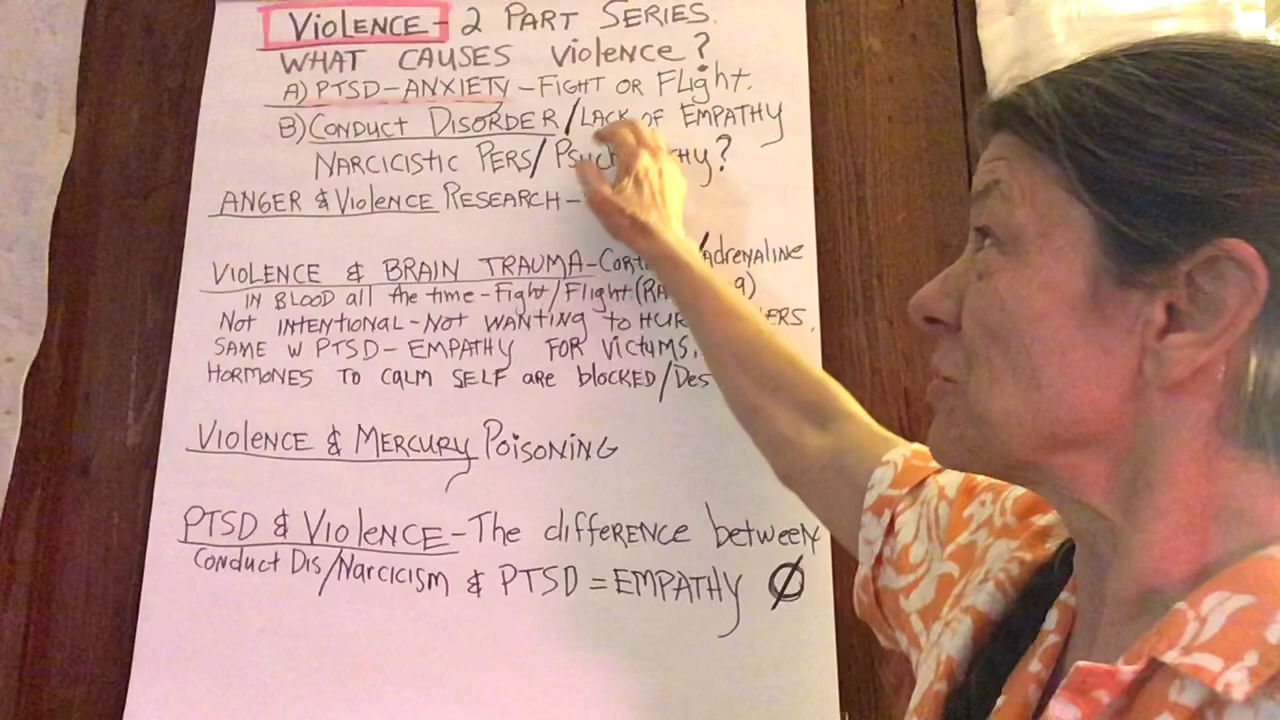 VIOLENCE - 2 PART SERIES.
WHAT CAUSES Violence?
A) PTSD-ANXIETY - FIGHT OR FLight.
B) CONDUCT DISORDER/LACK OF EMPATHY
NARCICISTIC PERS/
ANGER & Violence RESEARCH-
VIOLENCE & BRAIN TRAUMA- /Adrenaline
IN BLOOD all the time - Fight/Flight
NOT INTENTIONAL - NOT WANTING to
SAME W PTSD- EMPATHY FOR VICTUMS.
HORMONES TO CALM SELF ARE blOCKED/
Violence & MERCURY POISONING
PTSD & Violence - The difference between
Conduct Dis/Narcicism & PTSD = EMPATHY Ø